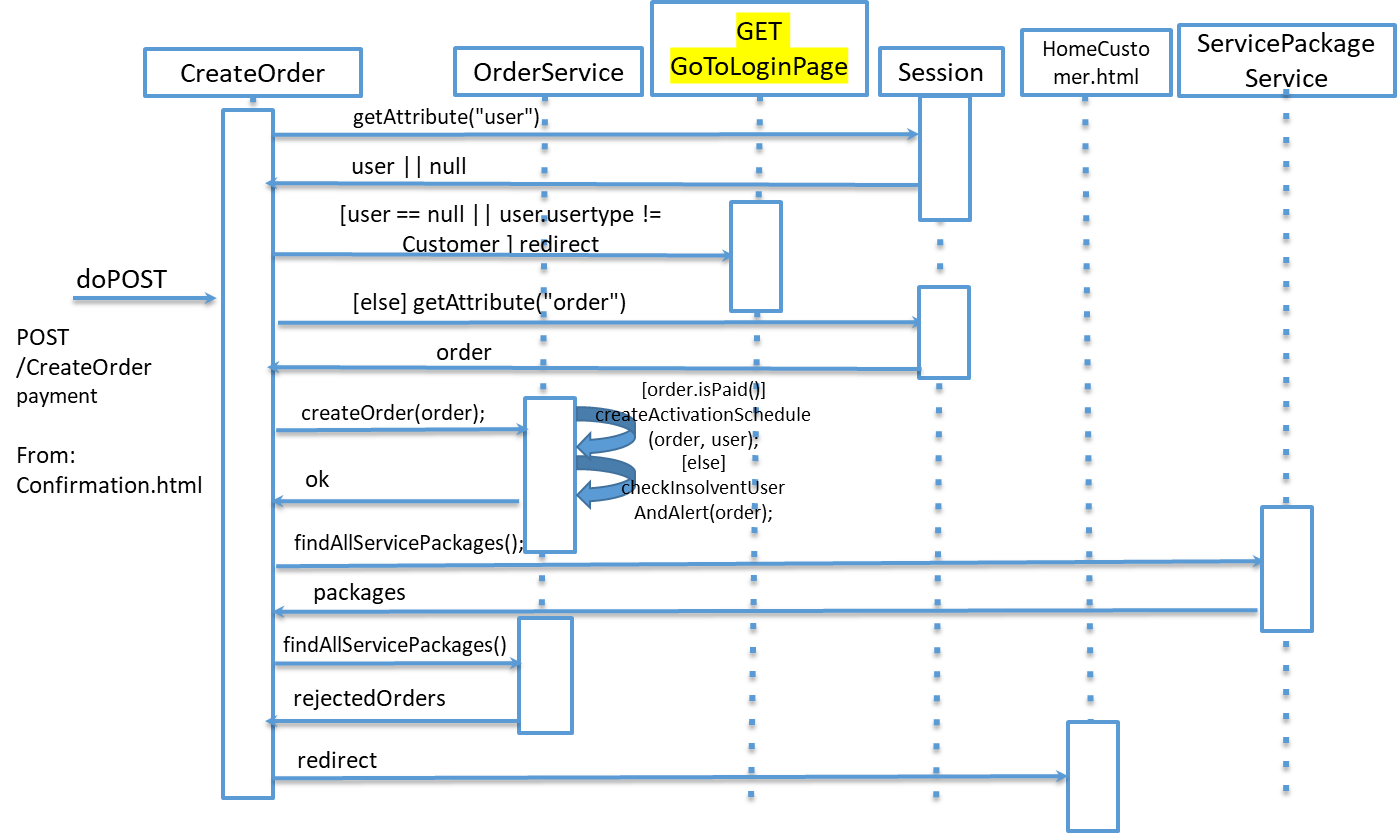 CreateOrder
OrderService
GET
GoToLoginPage
Session
HomeCusto
mer.html
ServicePackage
Service
getAttribute("user")
user || null
[user == null || user.usertype !=
Customer ] redirect
doPOST
[else] getAttribute("order")
POST
/CreateOrder
payment
From:
Confirmation.html
order
createOrder(order);
[order.isPaid()]
createActivationSchedule
(order, user);
[else]
checkInsolventUser
AndAlert(order);
ok
findAllServicePackages();
packages
findAllServicePackages()
rejectedOrders
redirect